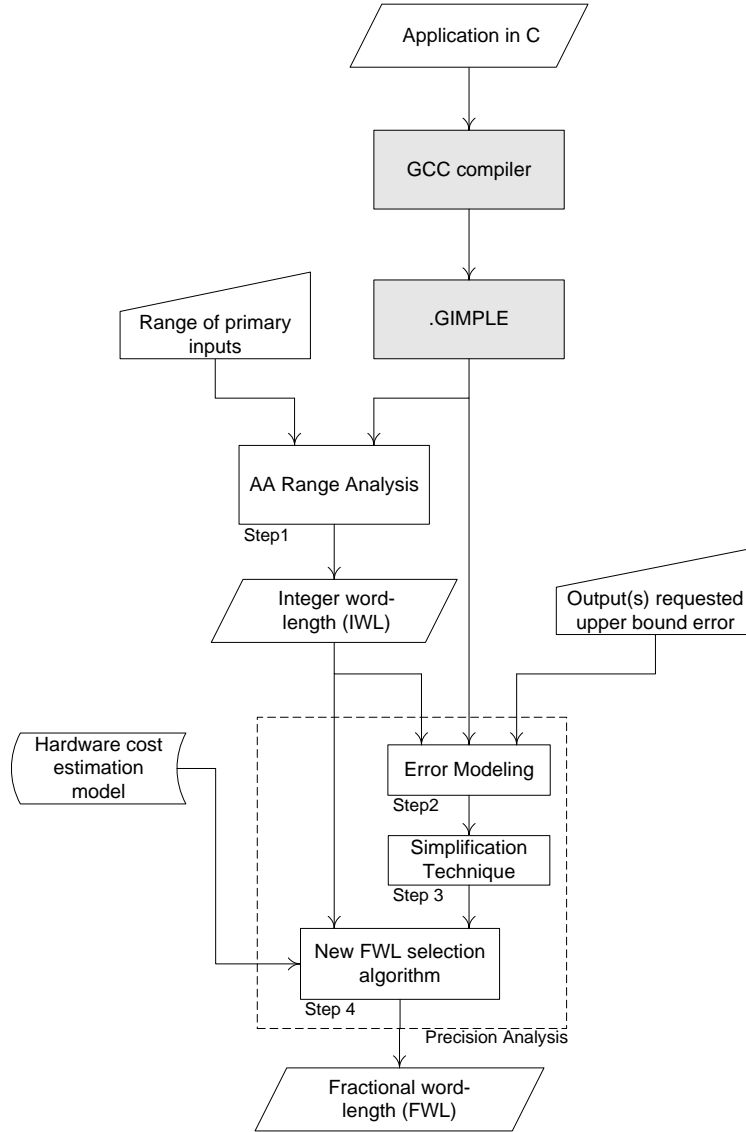 Application in C
GCC compiler
.GIMPLE
Range of primary
inputs
AA Range Analysis
Step1
Integer word-
length (IWL)
Output(s) requested
upper bound error
Hardware cost
estimation
model
Error Modeling
Step2
Simplification
Technique
Step 3
New FWL selection
algorithm
Step 4
Precision Analysis
Fractional word-
length (FWL)